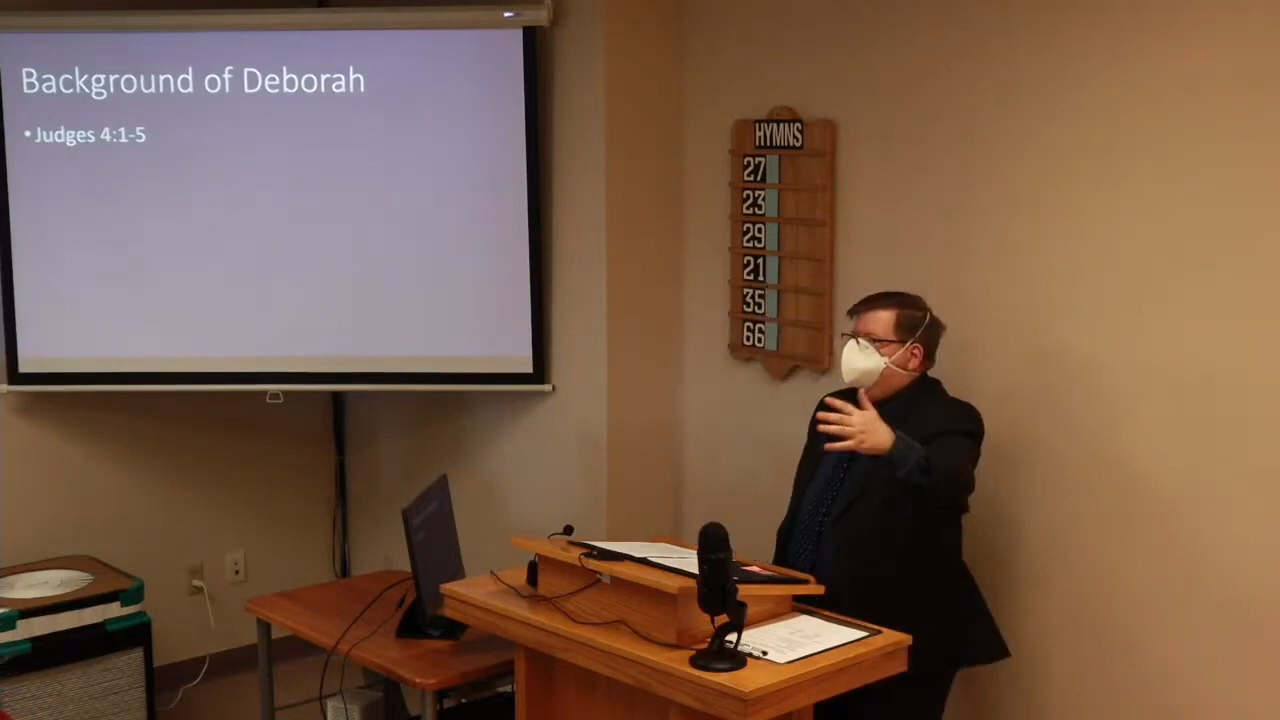 Background of Deborah
• Judges 4:1-5
HYMNS
27
23
29
21
35
66